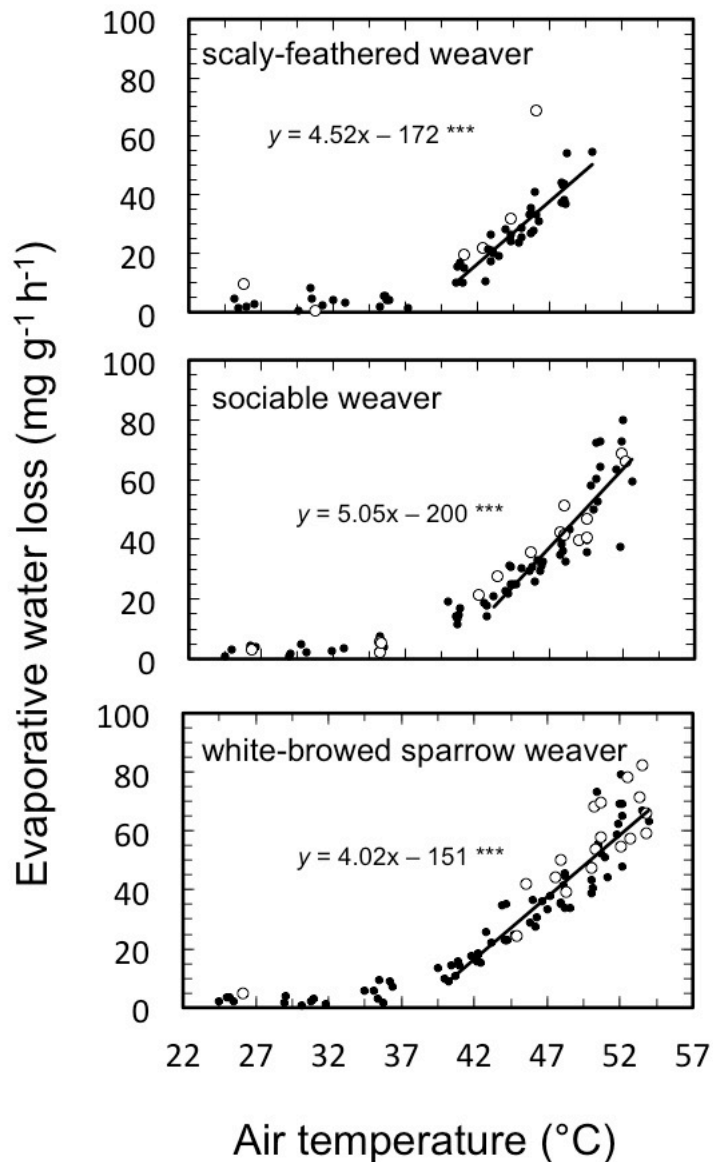 Evaporative water loss (mg g⁻¹ h⁻¹)
100
80
60
40
20
0
scaly-feathered weaver
y = 4.52x – 172 ***
100
80
60
40
20
0
sociable weaver
y = 5.05x – 200 ***
100
80
60
40
20
0
white-browed sparrow weaver
y = 4.02x – 151 ***
22 27 32 37 42 47 52 57
Air temperature (°C)